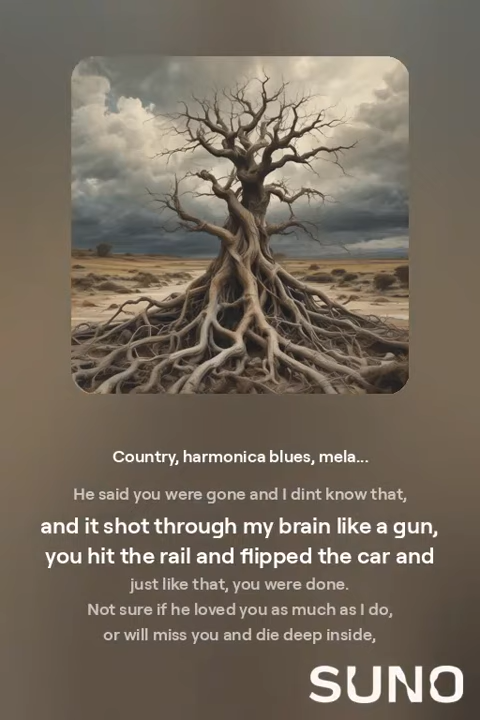 Country, harmonica blues, mela...
He said you were gone and I dint know that,
and it shot through my brain like a gun,
you hit the rail and flipped the car and
just like that, you were done.
Not sure if he loved you as much as I do,
or will miss you and die deep inside,
SUNO